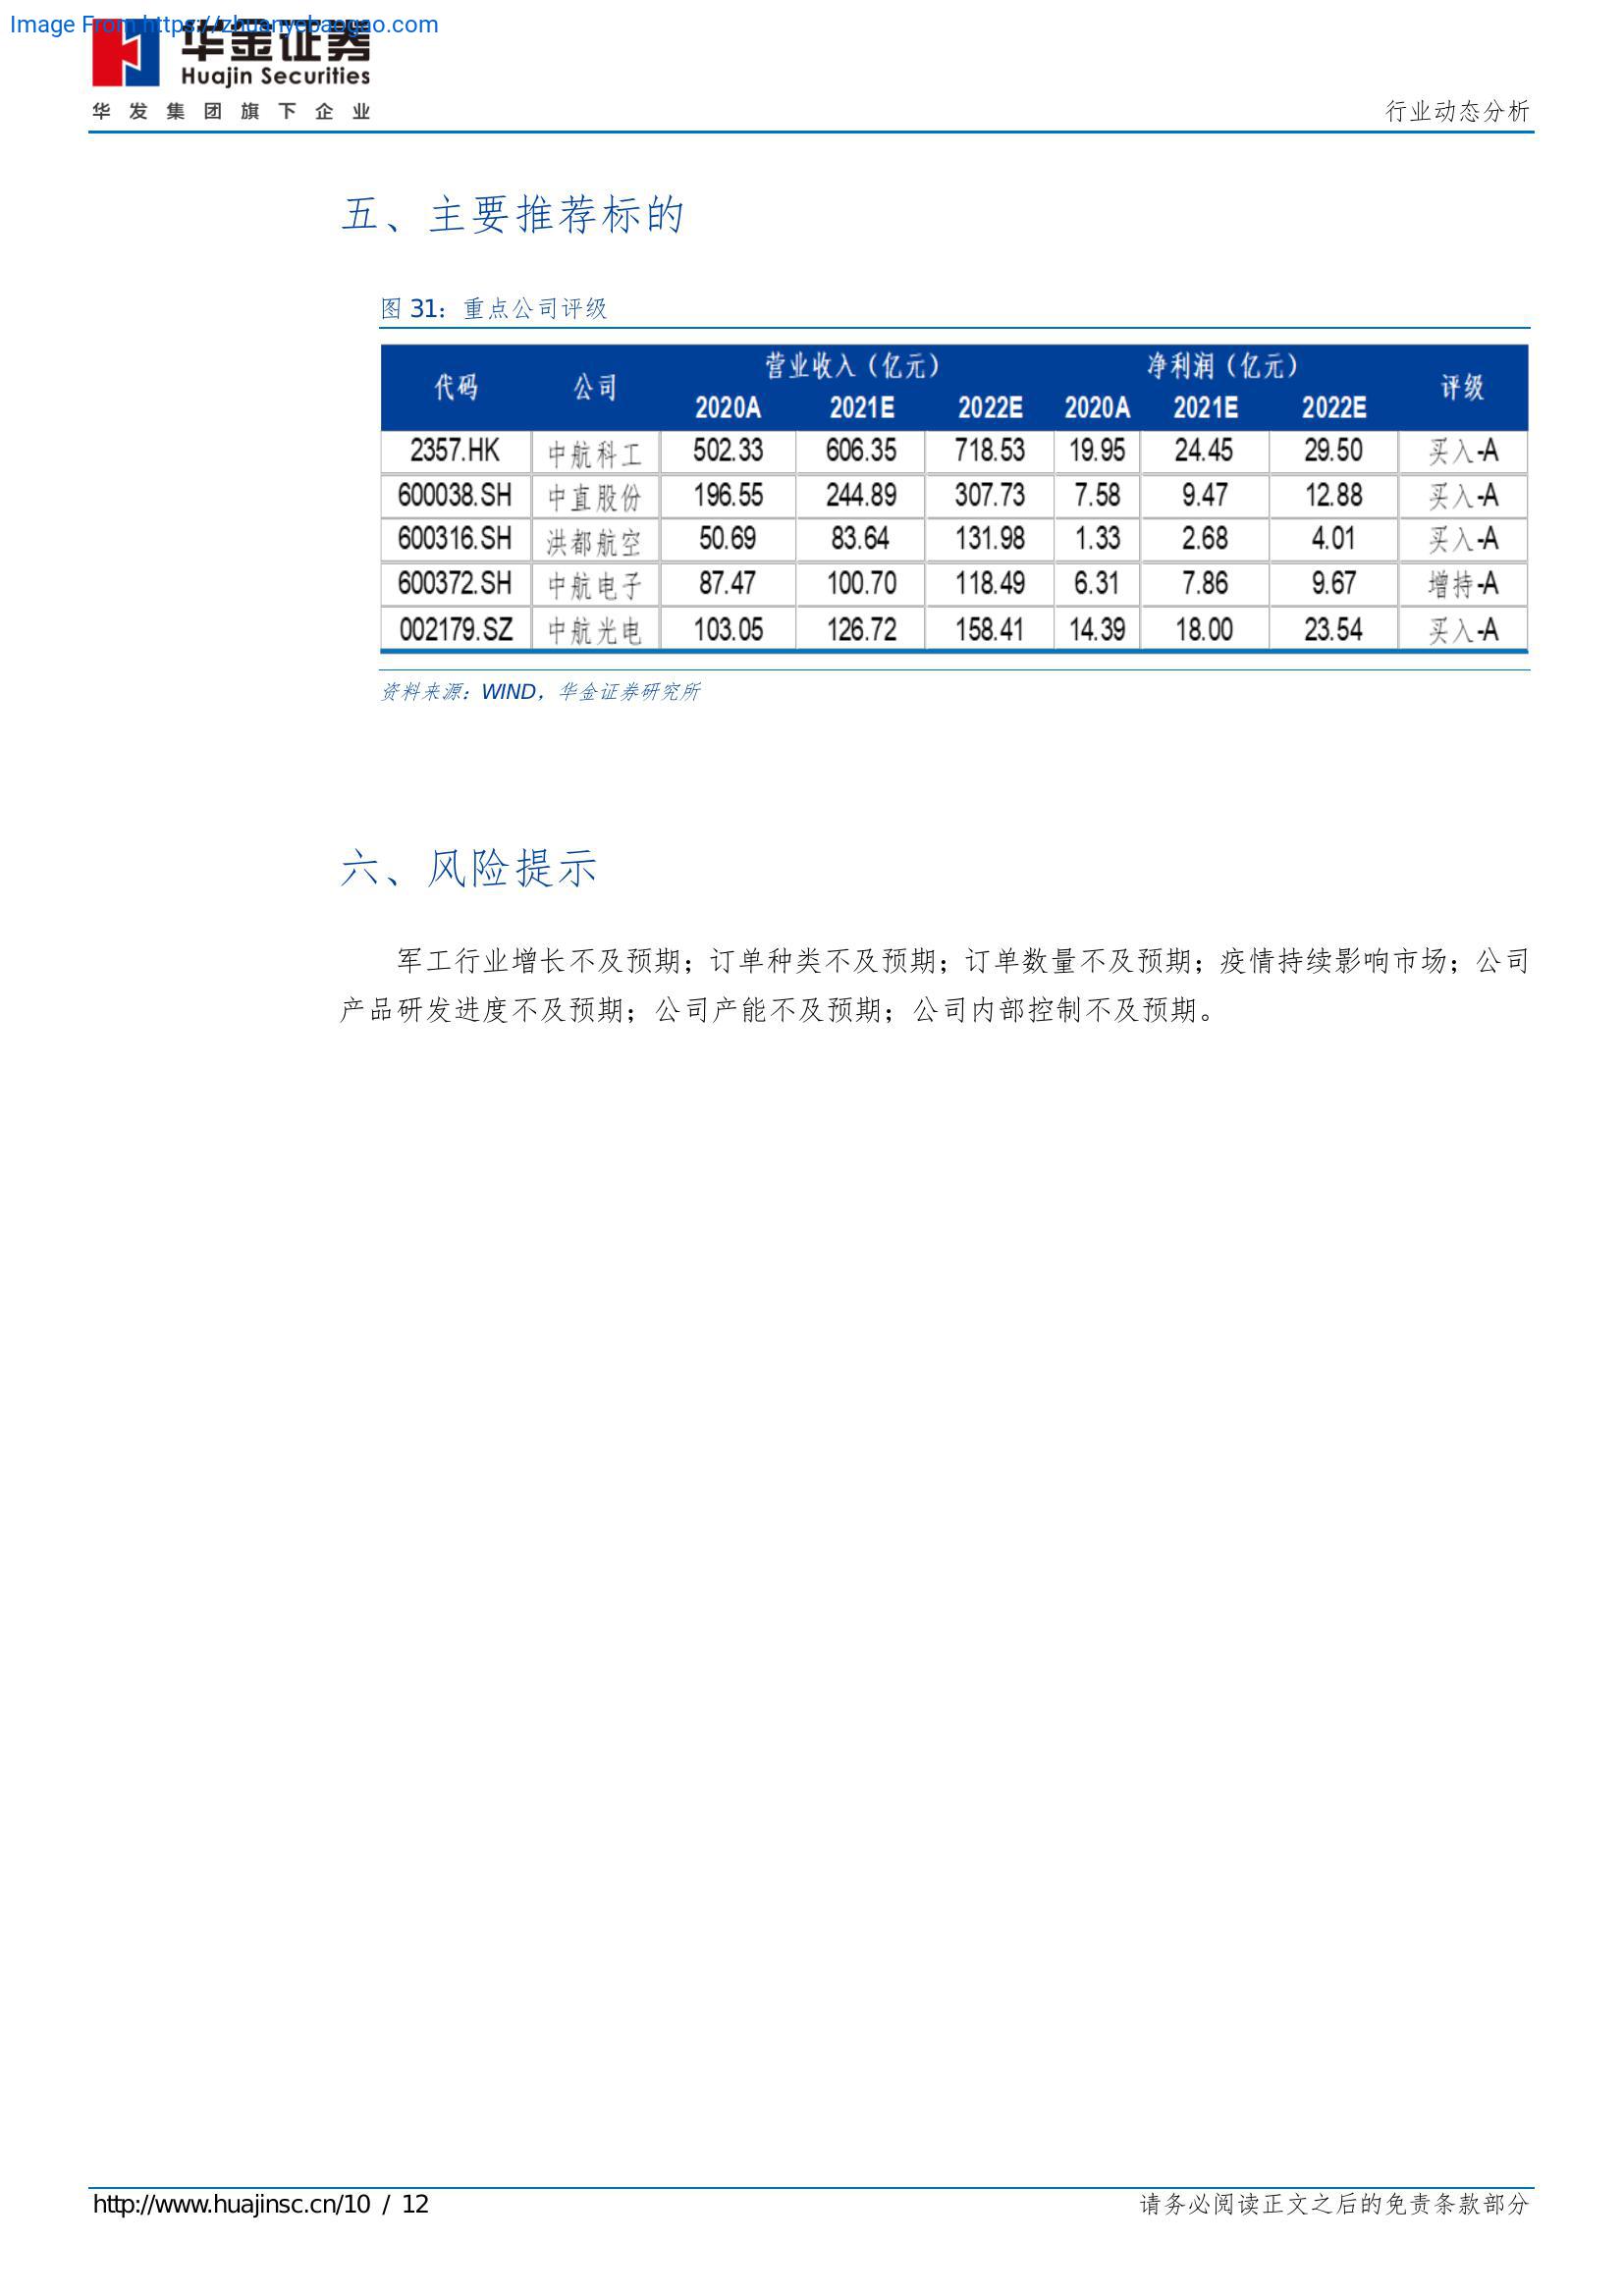 Image From https://zhuanyebaogao.com
华金证券
Huajin Securities
华发集团旗下企业
行业动态分析
五、主要推荐标的
图 31：重点公司评级
代码 公司 营业收入（亿元） 净利润（亿元） 评级
2020A 2021E 2022E 2020A 2021E 2022E
2357.HK 中航科工 502.33 606.35 718.53 19.95 24.45 29.50 买入-A
600038.SH 中直股份 196.55 244.89 307.73 7.58 9.47 12.88 买入-A
600316.SH 洪都航空 50.69 83.64 131.98 1.33 2.68 4.01 买入-A
600372.SH 中航电子 87.47 100.70 118.49 6.31 7.86 9.67 增持-A
002179.SZ 中航光电 103.05 126.72 158.41 14.39 18.00 23.54 买入-A
资料来源：WIND，华金证券研究所
六、风险提示
军工行业增长不及预期；订单种类不及预期；订单数量不及预期；疫情持续影响市场；公司
产品研发进度不及预期；公司产能不及预期；公司内部控制不及预期。
http://www.huajinsc.cn/10 / 12
请务必阅读正文之后的免责条款部分